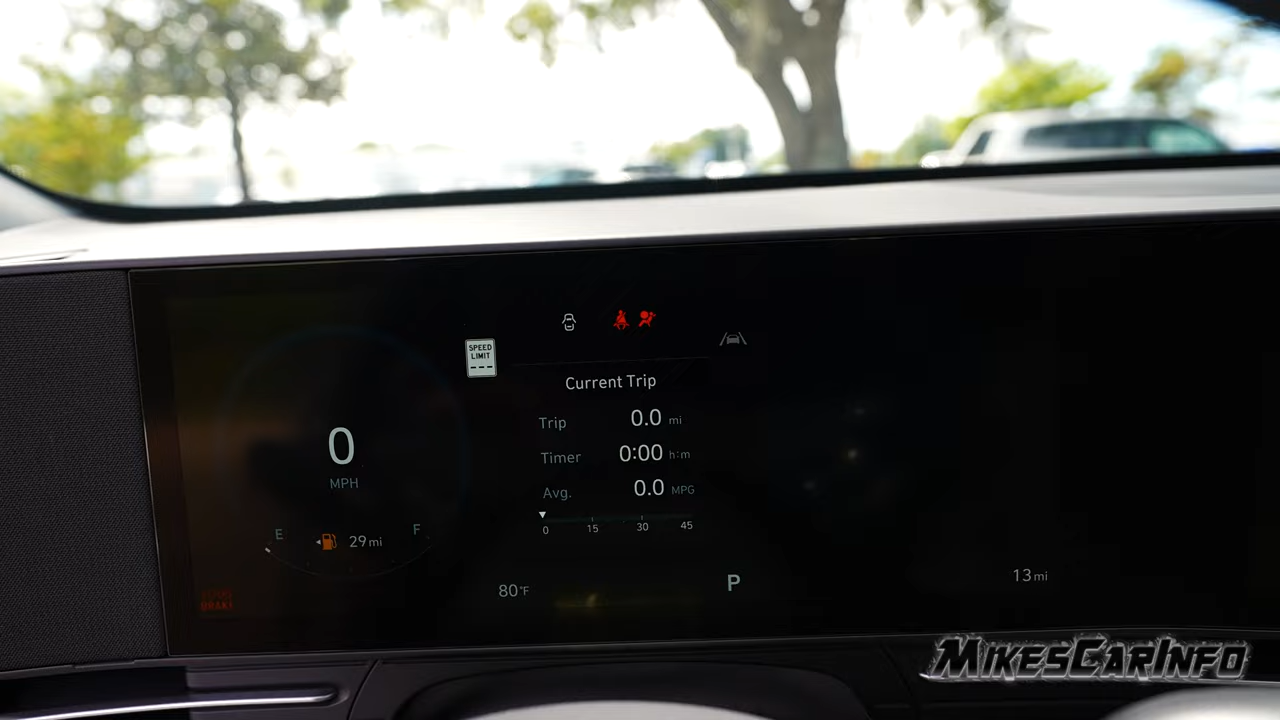 SPEED
LIMIT
---
Current Trip
Trip 0.0 mi
Timer 0:00 h:m
Avg. 0.0 MPG
0 15 30 45
0
MPH
E F
29 mi
BRAKE
80°F
P
13 mi
MIKESCARINFO